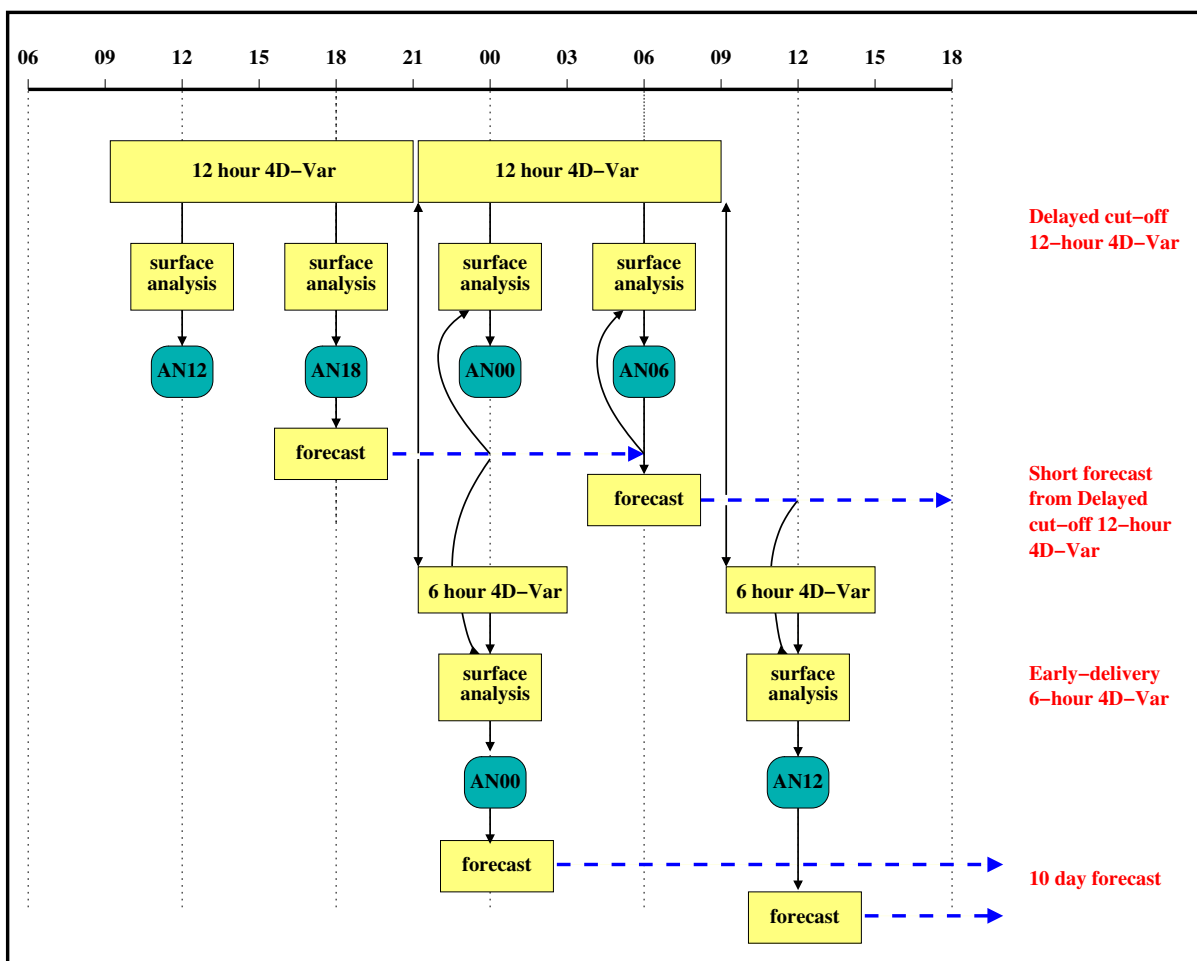 06 09 12 15 18 21 00 03 06 09 12 15 18
12 hour 4D−Var 12 hour 4D−Var
Delayed cut−off
12−hour 4D−Var
surface
analysis
surface
analysis
surface
analysis
surface
analysis
AN12 AN18 AN00 AN06
forecast
forecast
Short forecast
from Delayed
cut−off 12−hour
4D−Var
6 hour 4D−Var 6 hour 4D−Var
surface
analysis
surface
analysis
Early−delivery
6−hour 4D−Var
AN00 AN12
forecast
10 day forecast
forecast